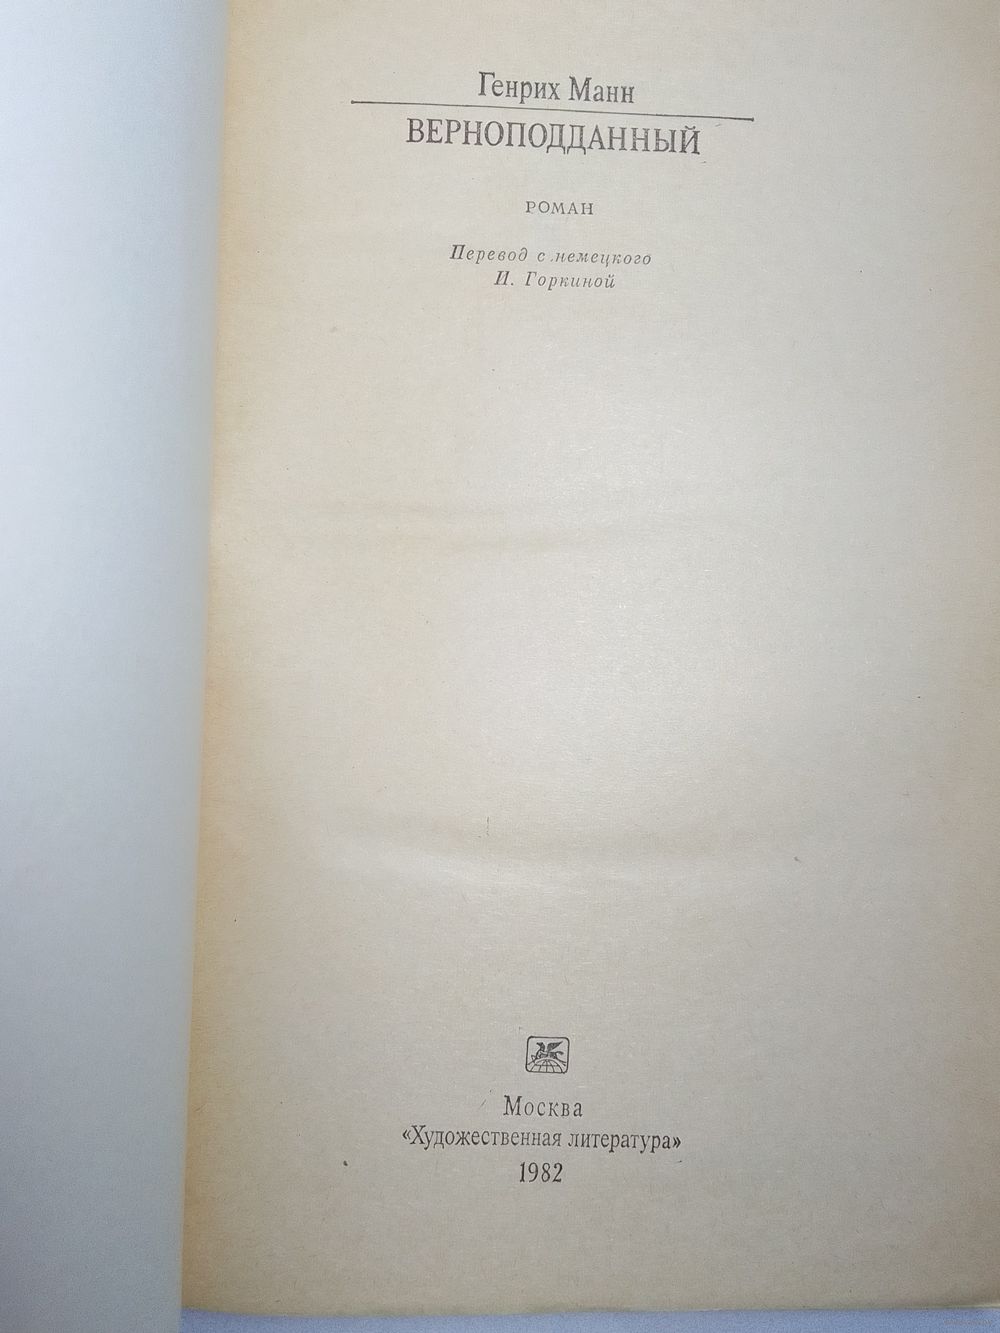 Генрих Манн
ВЕРНОПОДДАННЫЙ
РОМАН
Перевод с немецкого
И. Горкиной
Москва
«Художественная литература»
1982